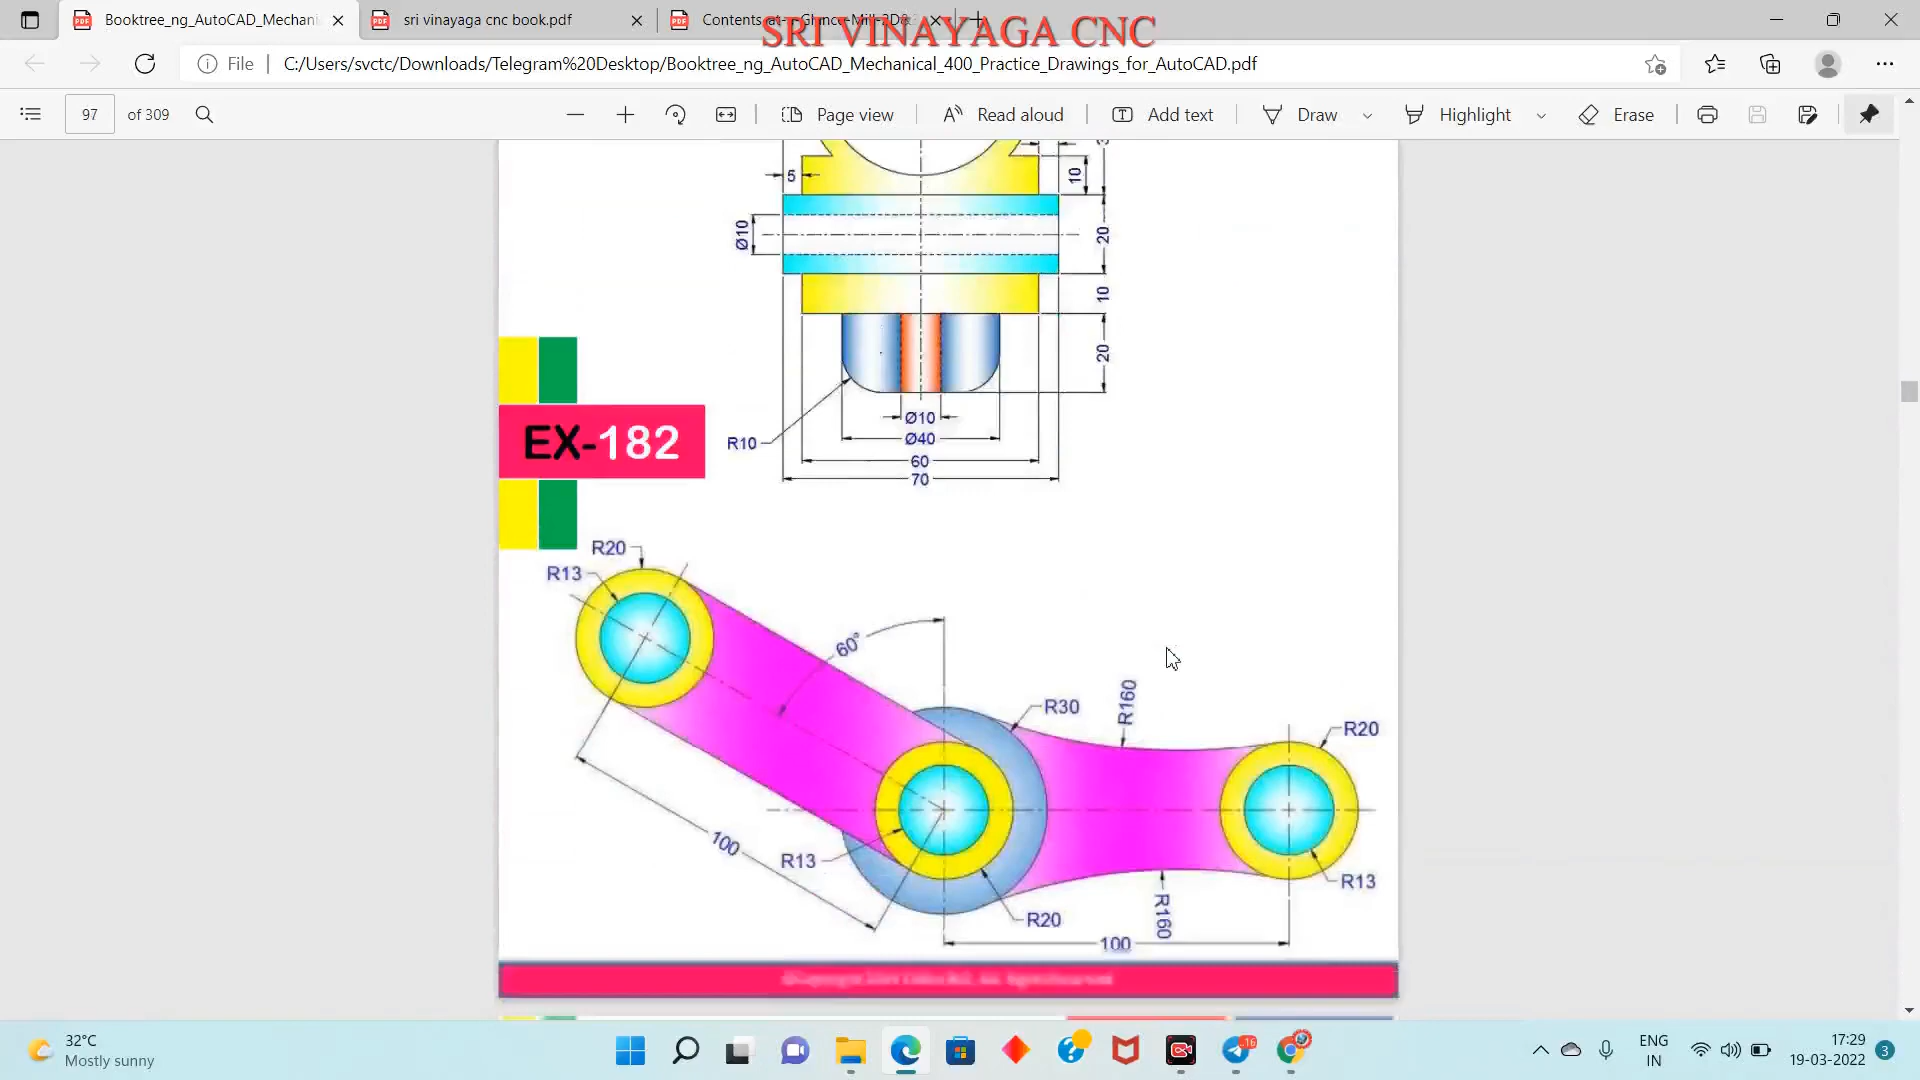 Booktree_ng_AutoCAD_Mechani
sri vinayaga cnc book.pdf
Contents-at-
SRI VINAYAGA CNC
File
C:/Users/svctc/Downloads/Telegram%20Desktop/Booktree_ng_AutoCAD_Mechanical_400_Practice_Drawings_for_AutoCAD.pdf
97 of 309
Page view
Read aloud
Add text
Draw
Highlight
Erase
5
10
Ø10
20
10
20
R10
Ø10
Ø40
60
70
EX-182
R20
R13
60°
R30
R160
R20
100
R13
R13
R20
R160
100
32°C
Mostly sunny
16
ENG
IN
17:29
19-03-2022
3